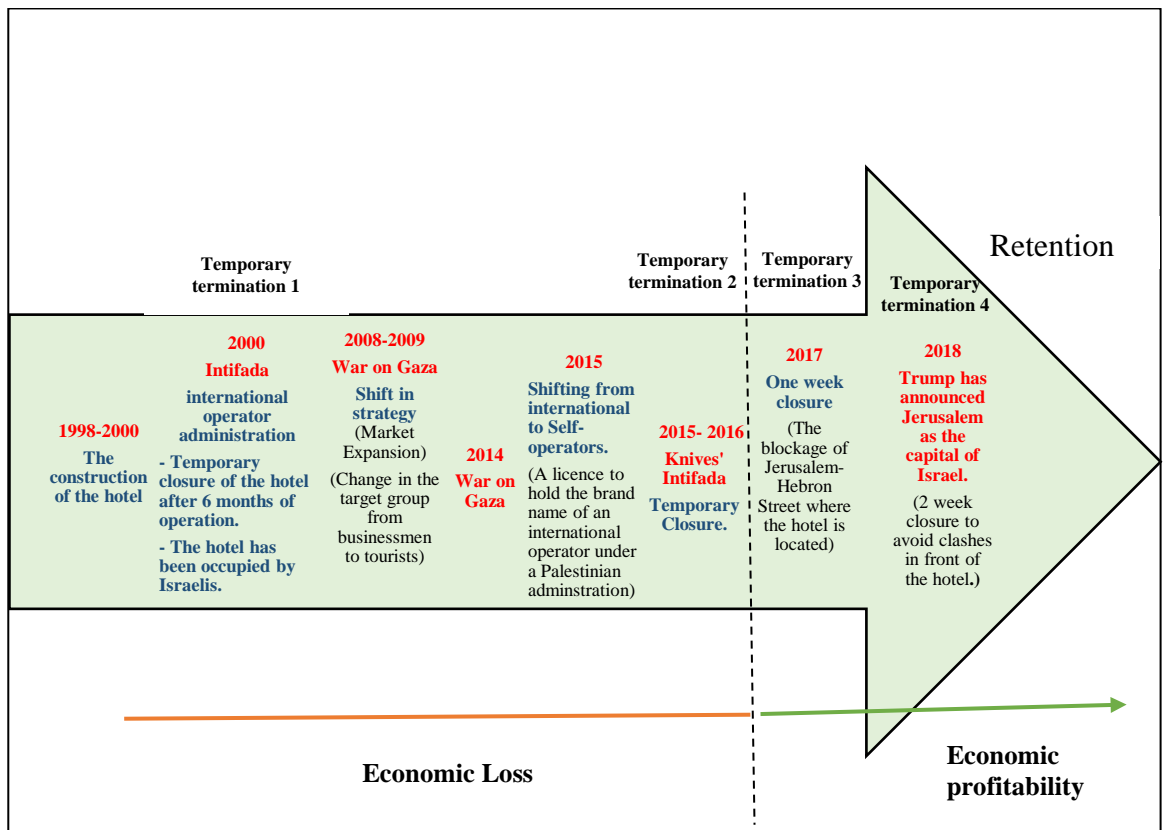 Retention
Temporary
termination 1
Temporary
termination 2
Temporary
termination 3
Temporary
termination 4
1998-2000
The
construction
of the hotel
2000
Intifada
international
operator
administration
- Temporary
closure of the hotel
after 6 months of
operation.
- The hotel has
been occupied by
Israelis.
2008-2009
War on Gaza
Shift in
strategy
(Market
Expansion)
(Change in the
target group
from
businessmen
to tourists)
2014
War on
Gaza
2015
Shifting from
international
to Self-
operators.
(A licence to
hold the brand
name of an
international
operator under
a Palestinian
adminstration)
2015- 2016
Knives'
Intifada
Temporary
Closure.
2017
One week
closure
(The
blockage of
Jerusalem-
Hebron
Street where
the hotel is
located)
2018
Trump has
announced
Jerusalem
as the
capital of
Israel.
(2 week
closure to
avoid clashes
in front of
the hotel.)
Economic Loss
Economic
profitability